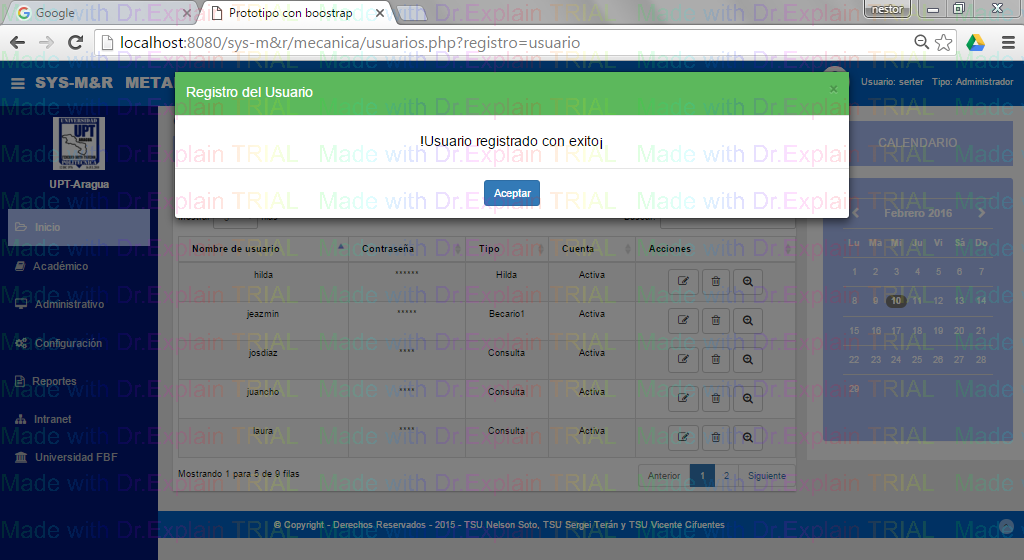 Google
Prototipo con boostrap
nestor
localhost:8080/sys-m&r/mecanica/usuarios.php?registro=usuario
SYS-M&R META
Usuario: serter Tipo: Administrador
Registro del Usuario ×
!Usuario registrado con exito¡
Aceptar
UNIVERSIDAD
UPT
ARAGUA
POLITECNICA
UPT-Aragua
Inicio
Académico
Administrativo
Configuración
Reportes
Intranet
Universidad FBF
Nombre de usuario Contraseña Tipo Cuenta Acciones
hilda ****** Hilda Activa
jeazmin ***** Becario1 Activa
josdiaz **** Consulta Activa
juancho **** Consulta Activa
laura **** Consulta Activa
Mostrando 1 para 5 de 9 filas
Anterior 1 2 Siguiente
CALENDARIO
Febrero 2016
Lu Ma Mi Ju Vi Sá Do
1 2 3 4 5 6 7
8 9 10 11 12 13 14
15 16 17 18 19 20 21
22 23 24 25 26 27 28
29
© Copyright - Derechos Reservados - 2015 - TSU Nelson Soto, TSU Sergei Terán y TSU Vicente Cifuentes
Made with Dr.Explain TRIAL